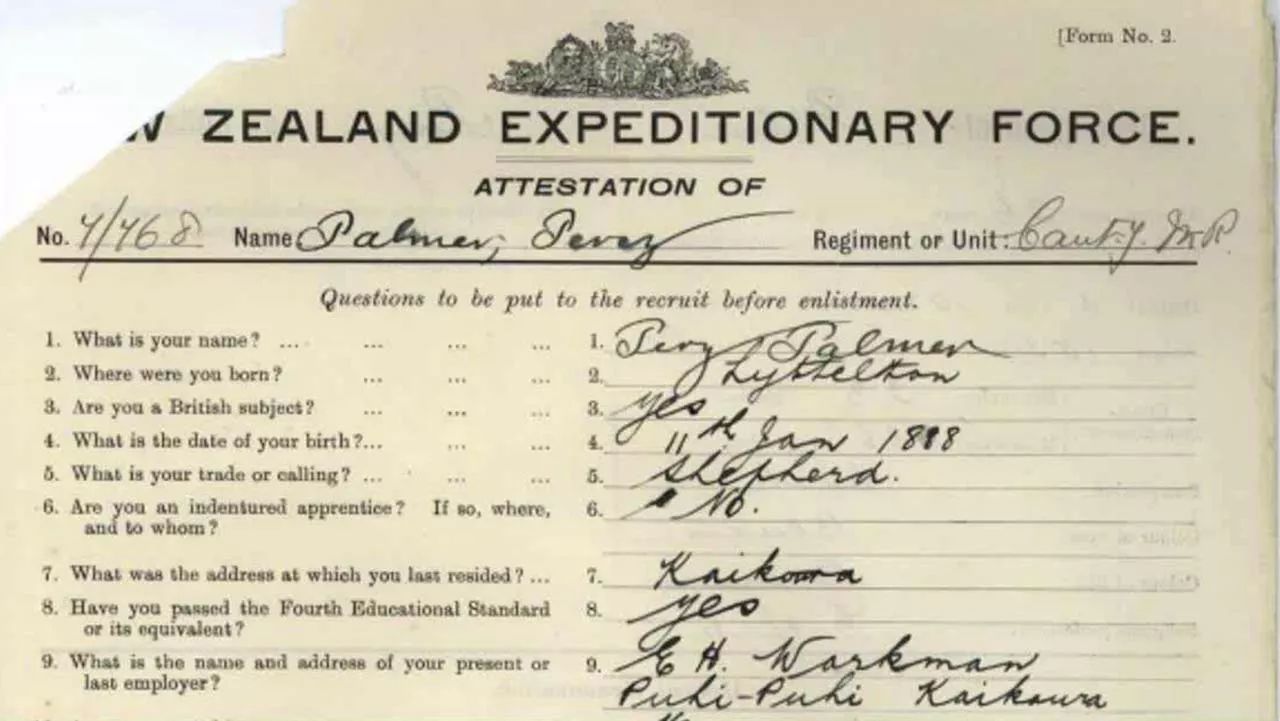 [Form No. 2.
W ZEALAND EXPEDITIONARY FORCE.
ATTESTATION OF
No. 7/768 Name Palmer, Percy Regiment or Unit: Cant. y. M.R.
Questions to be put to the recruit before enlistment.
1. What is your name? ... ... ... ... 1. Percy Palmer
2. Where were you born? ... ... ... 2. Lyttelton
3. Are you a British subject? ... ... ... 3. Yes
4. What is the date of your birth?... ... ... 4. 11th Jan 1888
5. What is your trade or calling? ... ... ... 5. Shepherd.
6. Are you an indentured apprentice? If so, where, 6. No.
and to whom?
7. What was the address at which you last resided? ... 7. Kaikoura
8. Have you passed the Fourth Educational Standard 8. Yes
or its equivalent?
9. What is the name and address of your present or 9. E H. Workman
last employer? Puhi-Puhi Kaikoura